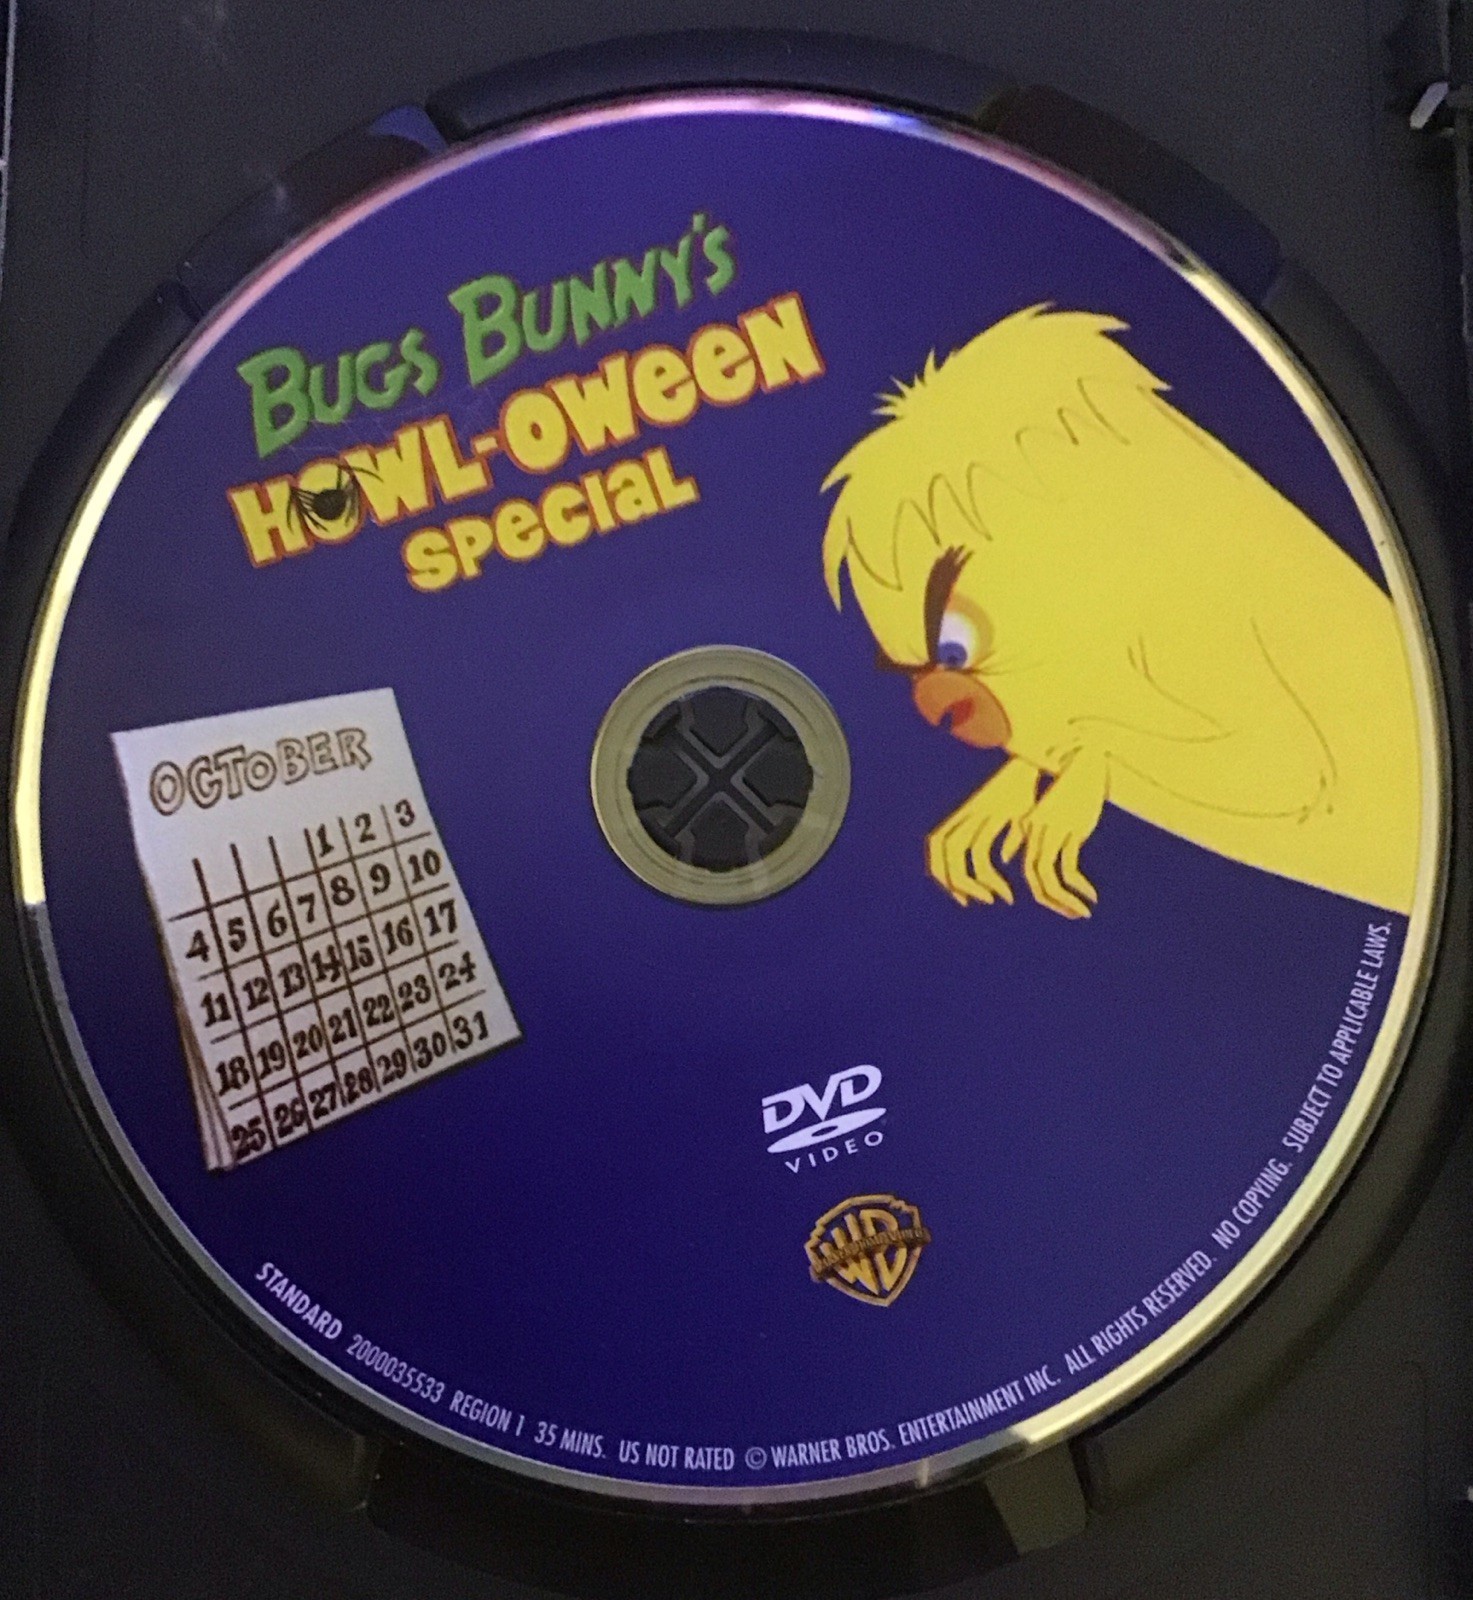 BUGS BUNNY'S
HOWL-OWEEN
SPECIAL
OCTOBER
1 2 3
4 5 6 7 8 9 10
11 12 13 14 15 16 17
18 19 20 21 22 23 24
25 26 27 28 29 30 31
DVD
VIDEO
WB
STANDARD 2000035533 REGION 1 35 MINS. US NOT RATED © WARNER BROS. ENTERTAINMENT INC. ALL RIGHTS RESERVED. NO COPYING. SUBJECT TO APPLICABLE LAWS.